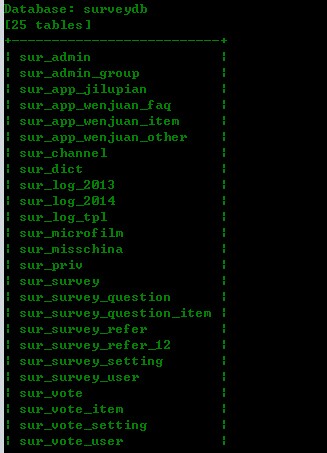 Database: surveydb
[25 tables]
+--------------------------+
¦ sur_admin ¦
¦ sur_admin_group ¦
¦ sur_app_jilupian ¦
¦ sur_app_wenjuan_faq ¦
¦ sur_app_wenjuan_item ¦
¦ sur_app_wenjuan_other ¦
¦ sur_channel ¦
¦ sur_dict ¦
¦ sur_log_2013 ¦
¦ sur_log_2014 ¦
¦ sur_log_tpl ¦
¦ sur_microfilm ¦
¦ sur_misschina ¦
¦ sur_priv ¦
¦ sur_survey ¦
¦ sur_survey_question ¦
¦ sur_survey_question_item ¦
¦ sur_survey_refer ¦
¦ sur_survey_refer_12 ¦
¦ sur_survey_setting ¦
¦ sur_survey_user ¦
¦ sur_vote ¦
¦ sur_vote_item ¦
¦ sur_vote_setting ¦
¦ sur_vote_user ¦